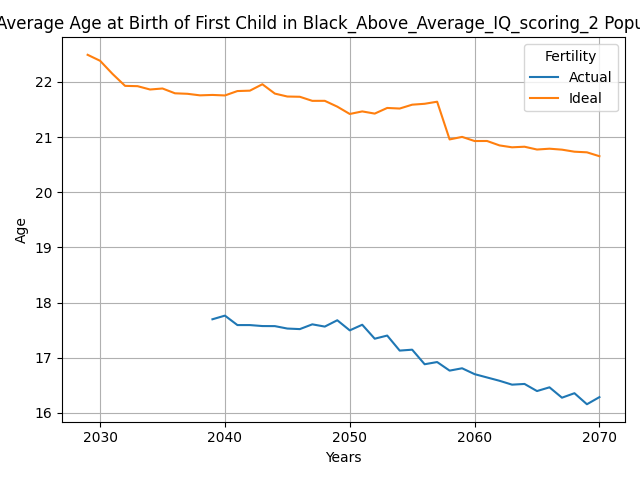 Average Age at Birth of First Child in Black_Above_Average_IQ_scoring_2 Popu
Fertility
Actual
Ideal
Age
22
21
20
19
18
17
16
2030 2040 2050 2060 2070
Years